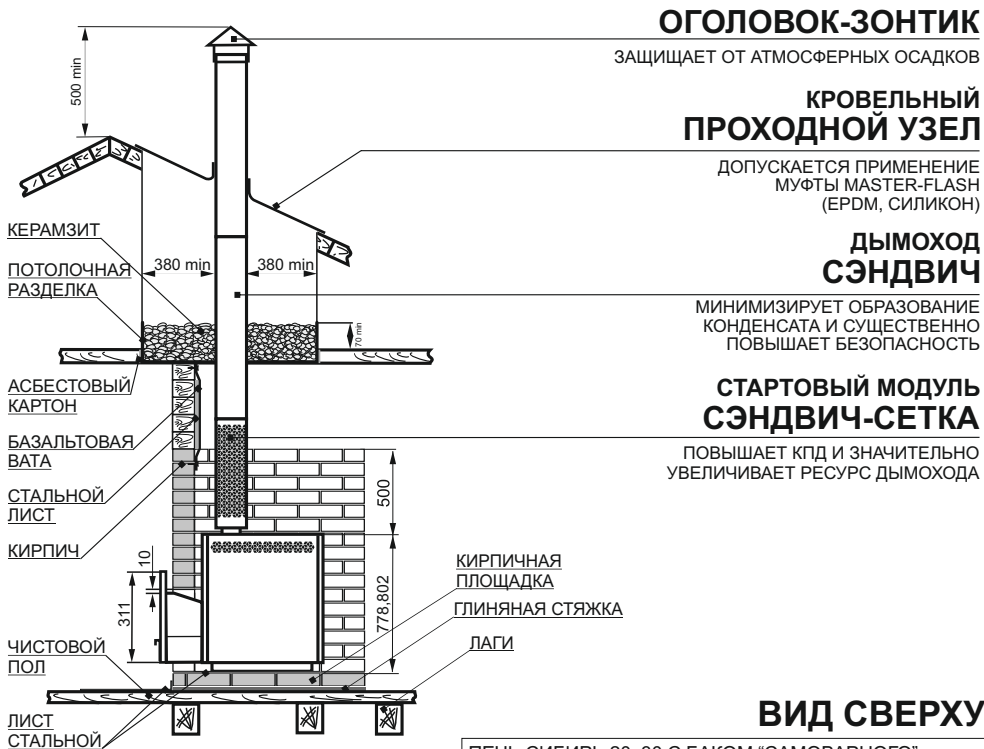 ОГОЛОВОК-ЗОНТИК
ЗАЩИЩАЕТ ОТ АТМОСФЕРНЫХ ОСАДКОВ
КРОВЕЛЬНЫЙ
ПРОХОДНОЙ УЗЕЛ
ДОПУСКАЕТСЯ ПРИМЕНЕНИЕ
МУФТЫ MASTER-FLASH
(EPDM, СИЛИКОН)
ДЫМОХОД
СЭНДВИЧ
МИНИМИЗИРУЕТ ОБРАЗОВАНИЕ
КОНДЕНСАТА И СУЩЕСТВЕННО
ПОВЫШАЕТ БЕЗОПАСНОСТЬ
СТАРТОВЫЙ МОДУЛЬ
СЭНДВИЧ-СЕТКА
ПОВЫШАЕТ КПД И ЗНАЧИТЕЛЬНО
УВЕЛИЧИВАЕТ РЕСУРС ДЫМОХОДА
500 min
КЕРАМЗИТ
ПОТОЛОЧНАЯ
РАЗДЕЛКА
380 min
380 min
70 min
АСБЕСТОВЫЙ
КАРТОН
БАЗАЛЬТОВАЯ
ВАТА
СТАЛЬНОЙ
ЛИСТ
КИРПИЧ
500
10
311
778,802
КИРПИЧНАЯ
ПЛОЩАДКА
ГЛИНЯНАЯ СТЯЖКА
ЛАГИ
ЧИСТОВОЙ
ПОЛ
ЛИСТ
СТАЛЬНОЙ
ВИД СВЕРХУ